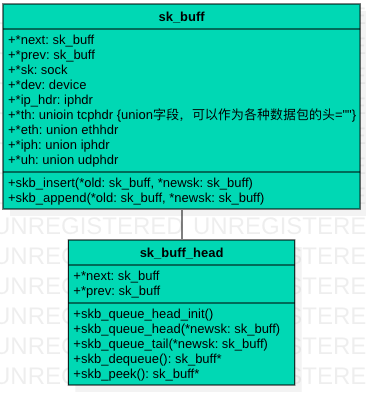 sk_buff
+*next: sk_buff
+*prev: sk_buff
+*sk: sock
+*dev: device
+*ip_hdr: iphdr
+*th: unioin tcphdr {union字段，可以作为各种数据包的头=""}
+*eth: union ethhdr
+*iph: union iphdr
+*uh: union udphdr
+skb_insert(*old: sk_buff, *newsk: sk_buff)
+skb_append(*old: sk_buff, *newsk: sk_buff)
UNREGISTERED UNREGISTERE
sk_buff_head
+*next: sk_buff
+*prev: sk_buff
+skb_queue_head_init()
+skb_queue_head(*newsk: sk_buff)
+skb_queue_tail(*newsk: sk_buff)
+skb_dequeue(): sk_buff*
+skb_peek(): sk_buff*